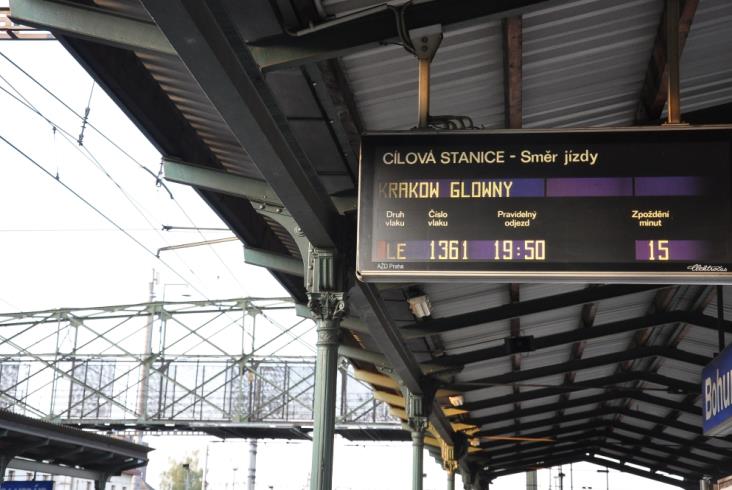 CÍLOVÁ STANICE - Směr jízdy
KRAKOW GLOWNY
Druh vlaku
Číslo vlaku
Pravidelný odjezd
Zpoždění minut
LE 1361 19:50 15
AŽD Praha
elektročas
Bohu